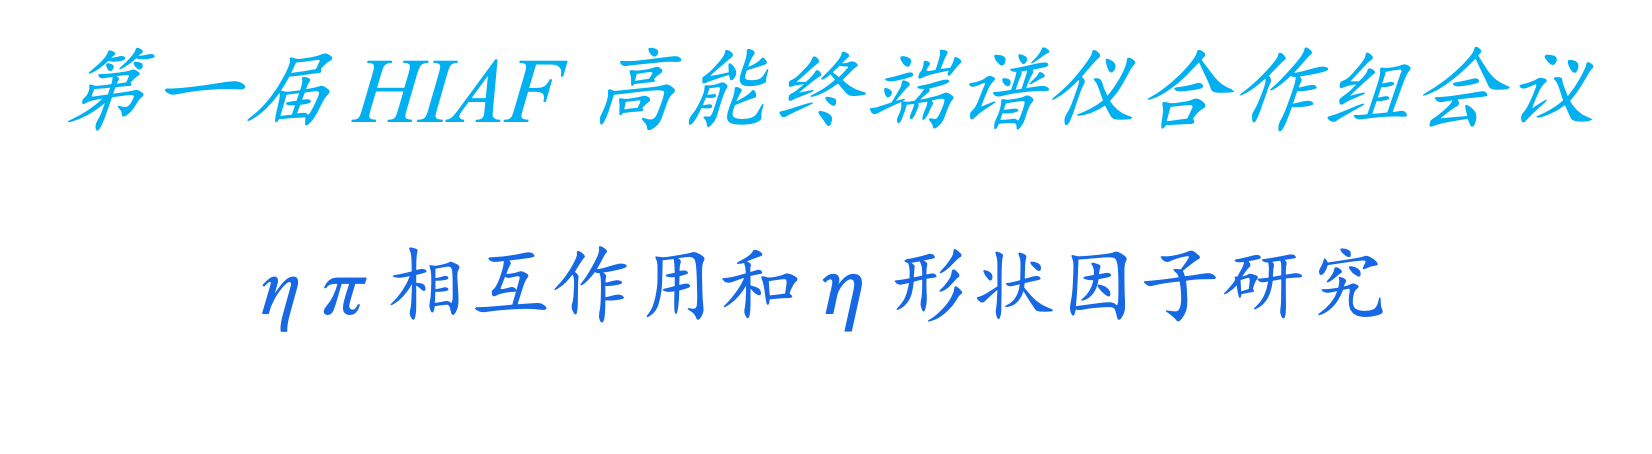 第一届 HIAF 高能终端谱仪合作组会议
η π 相互作用和 η 形状因子研究